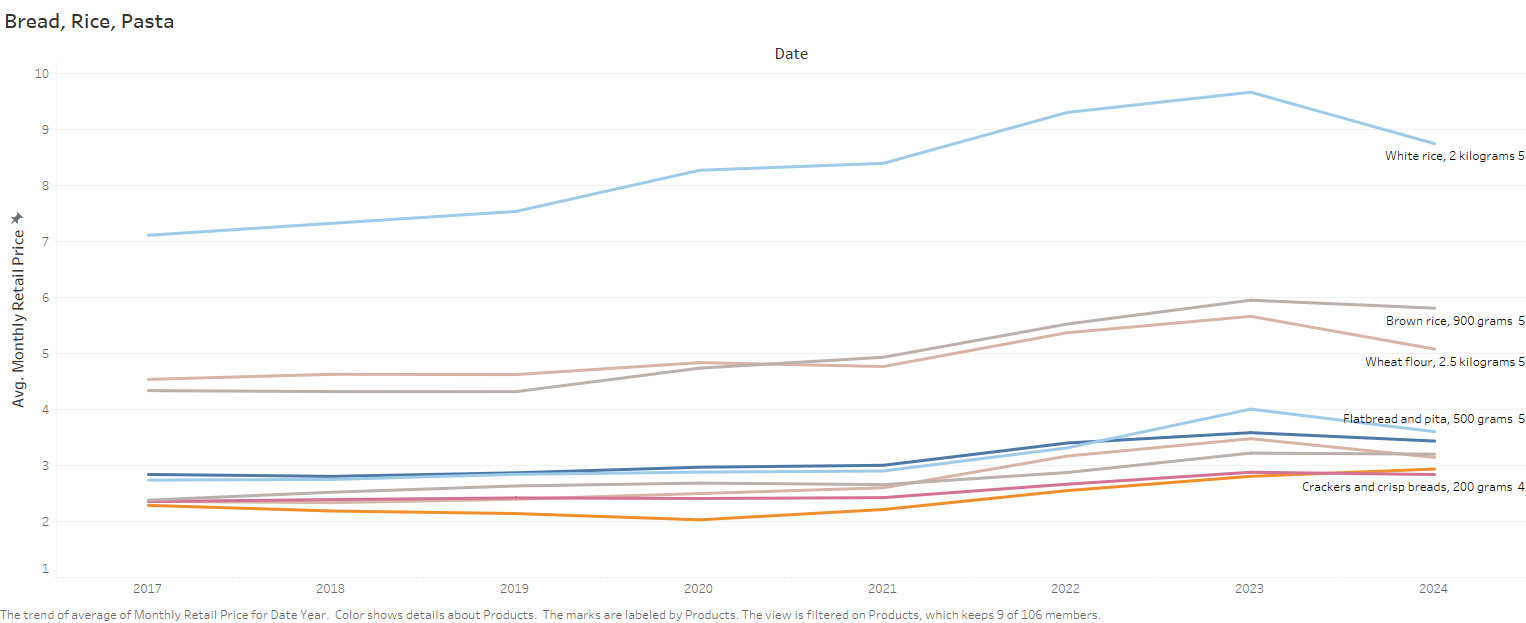 Bread, Rice, Pasta
Date
Avg. Monthly Retail Price
10
9
8
7
6
5
4
3
2
1
White rice, 2 kilograms 5
Brown rice, 900 grams 5
Wheat flour, 2.5 kilograms 5
Flatbread and pita, 500 grams 5
Crackers and crisp breads, 200 grams 4
2017 2018 2019 2020 2021 2022 2023 2024
The trend of average of Monthly Retail Price for Date Year. Color shows details about Products. The marks are labeled by Products. The view is filtered on Products, which keeps 9 of 106 members.